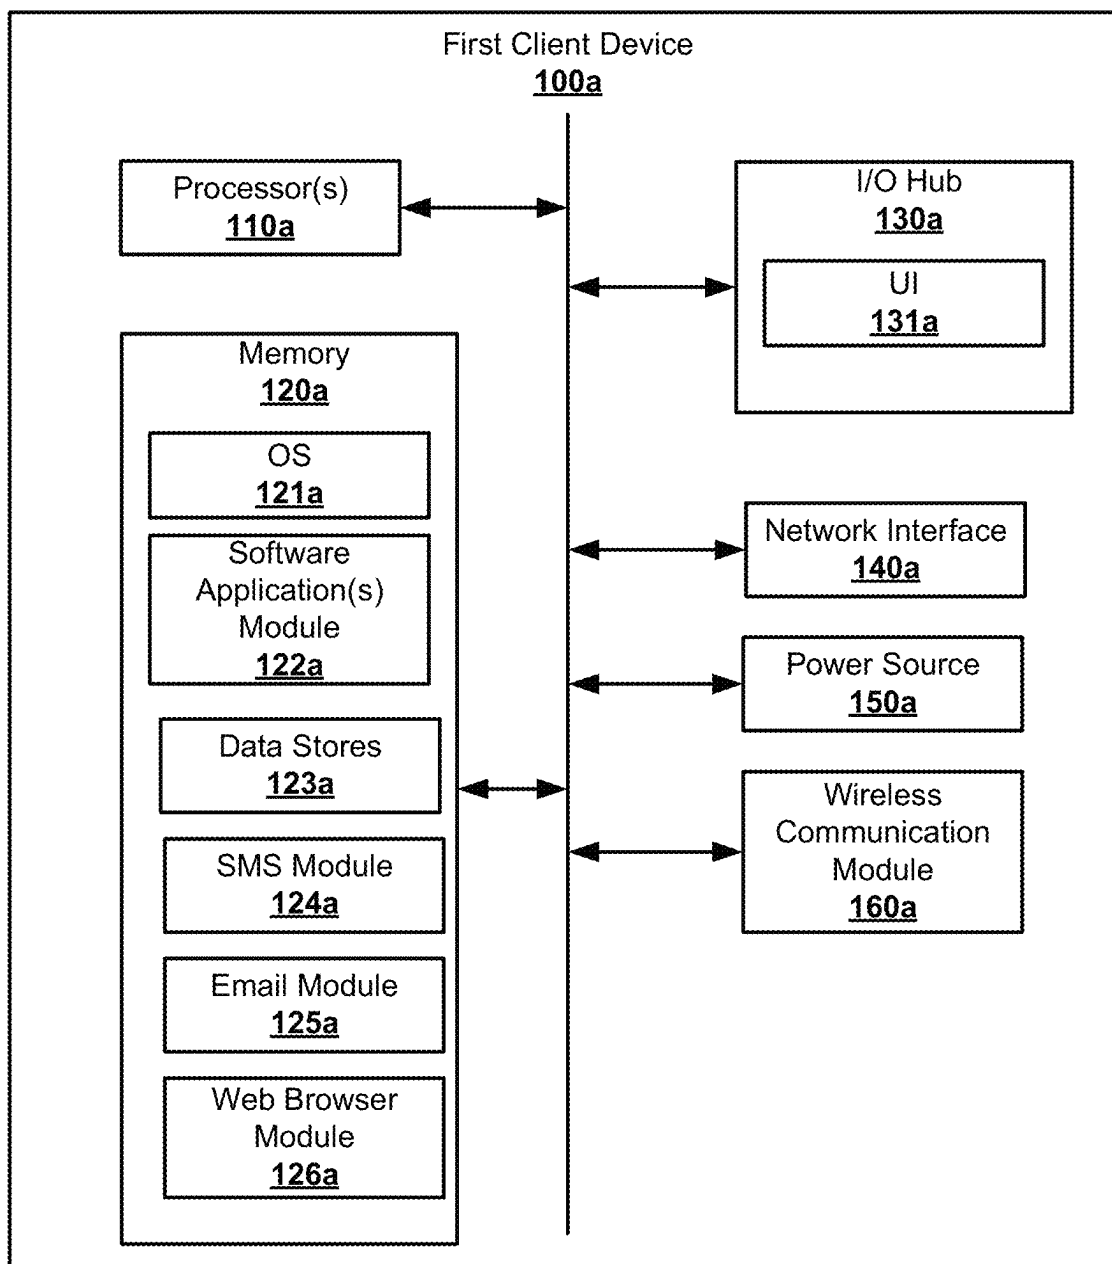 First Client Device
100a
Processor(s)
110a
Memory
120a
OS
121a
Software
Application(s)
Module
122a
Data Stores
123a
SMS Module
124a
Email Module
125a
Web Browser
Module
126a
I/O Hub
130a
UI
131a
Network Interface
140a
Power Source
150a
Wireless
Communication
Module
160a